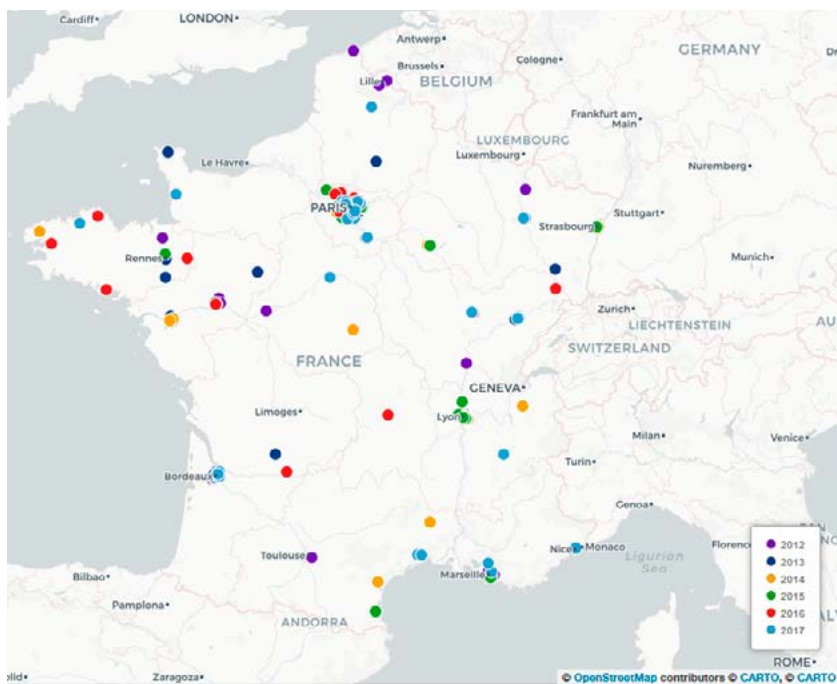 Cardiff
LONDON
Antwerp
Cologne
GERMANY
Brussels
Lille
BELGIUM
Frankfurt am
Main
LUXEMBOURG
Luxembourg
Le Havre
Nuremberg
PARIS
Stuttgart
Strasbourg
Rennes
Munich
Zurich
LIECHTENSTEIN
AU
SWITZERLAND
FRANCE
GENEVA
Limoges
Lyon
Milan
Venice
Turin
Bordeaux
Genoa
SAN
Nice
Monaco
Florence
Toulouse
Ligurian
Sea
Marseille
Bilbao
Pamplona
ANDORRA
2012
2013
2014
2015
2016
2017
ROME
Zaragoza
© OpenStreetMap contributors © CARTO, © CARTO